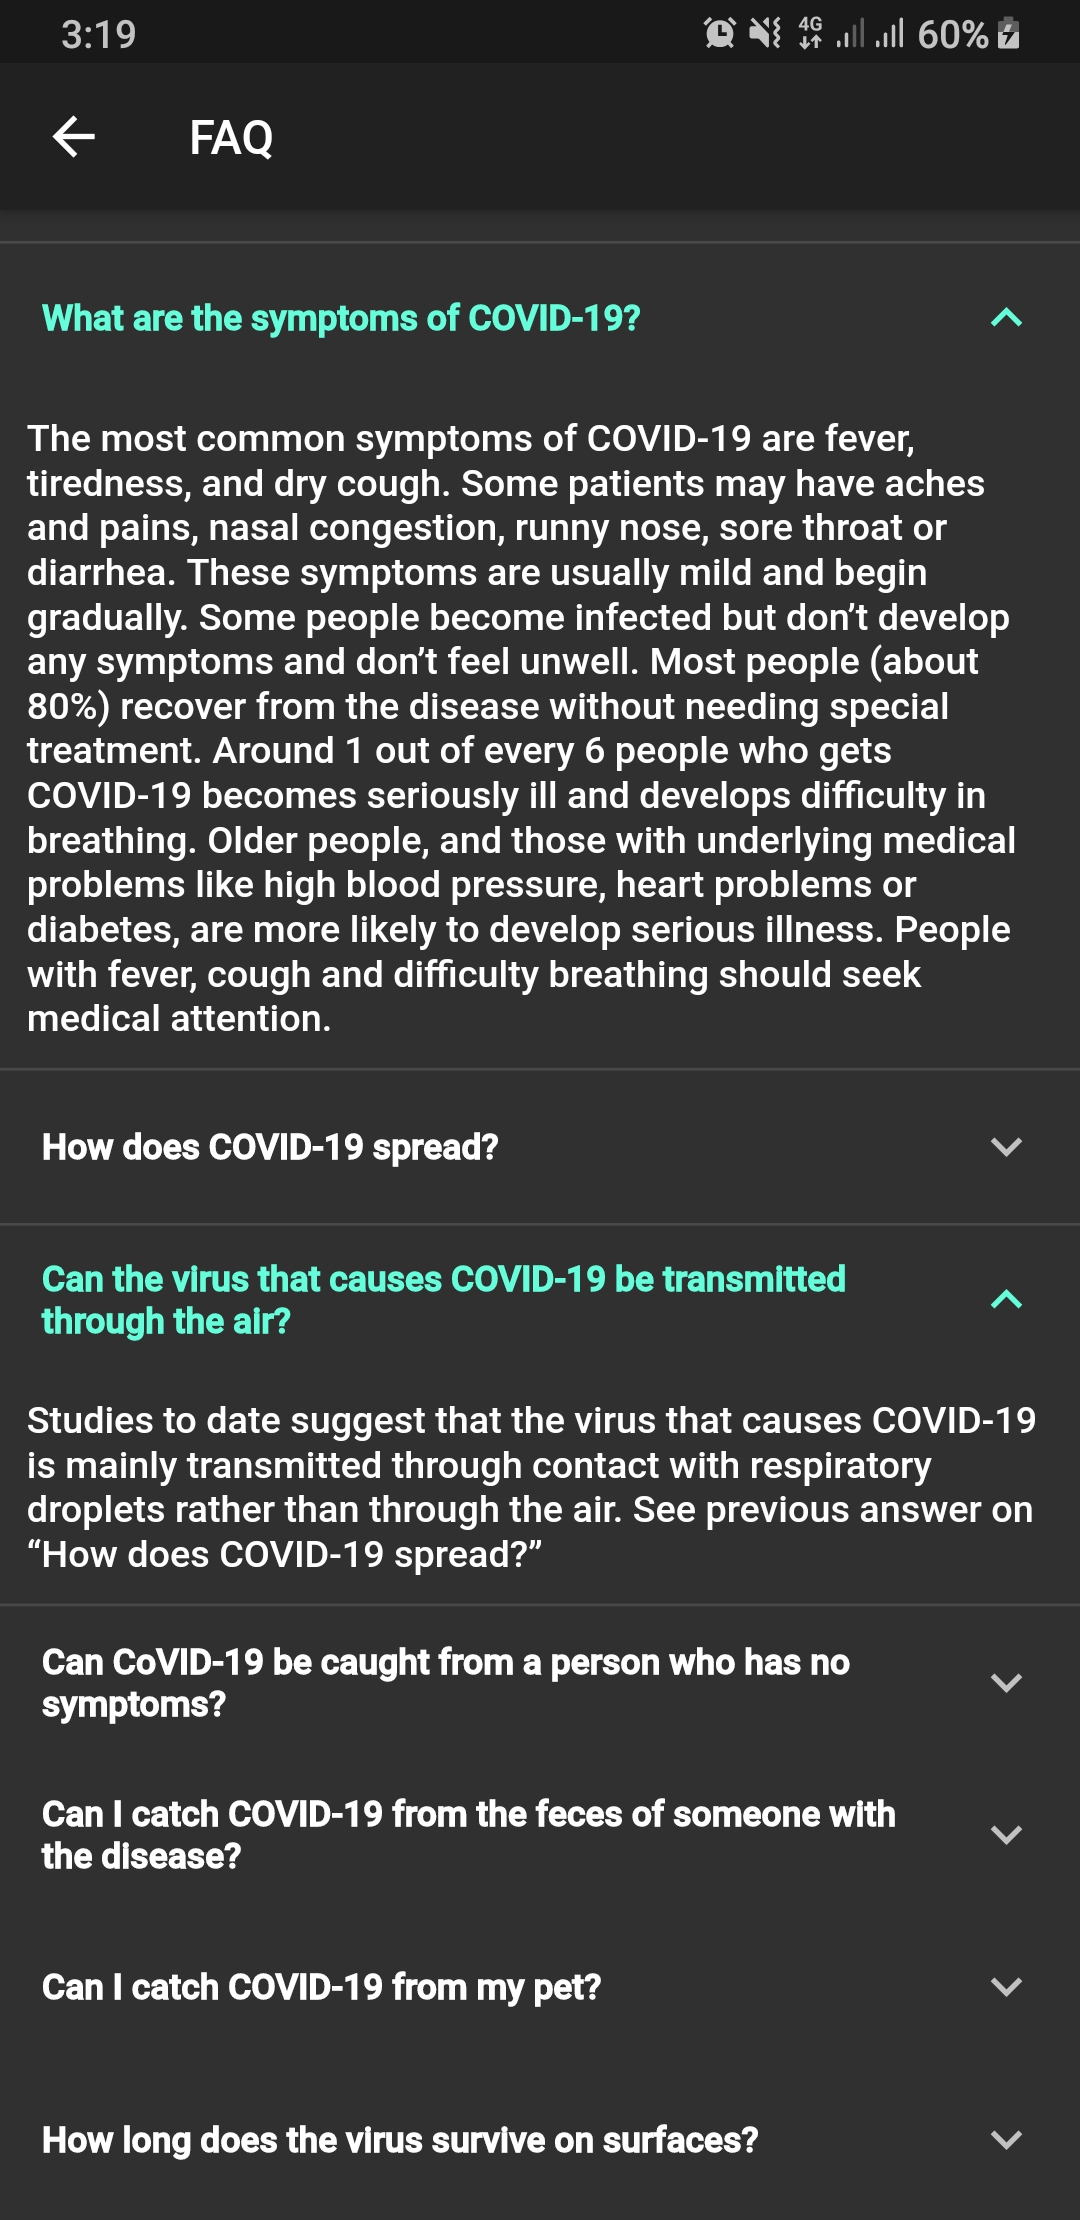 3:19
4G
60%
FAQ
What are the symptoms of COVID-19?
The most common symptoms of COVID-19 are fever,
tiredness, and dry cough. Some patients may have aches
and pains, nasal congestion, runny nose, sore throat or
diarrhea. These symptoms are usually mild and begin
gradually. Some people become infected but don’t develop
any symptoms and don’t feel unwell. Most people (about
80%) recover from the disease without needing special
treatment. Around 1 out of every 6 people who gets
COVID-19 becomes seriously ill and develops difficulty in
breathing. Older people, and those with underlying medical
problems like high blood pressure, heart problems or
diabetes, are more likely to develop serious illness. People
with fever, cough and difficulty breathing should seek
medical attention.
How does COVID-19 spread?
Can the virus that causes COVID-19 be transmitted
through the air?
Studies to date suggest that the virus that causes COVID-19
is mainly transmitted through contact with respiratory
droplets rather than through the air. See previous answer on
“How does COVID-19 spread?”
Can CoVID-19 be caught from a person who has no
symptoms?
Can I catch COVID-19 from the feces of someone with
the disease?
Can I catch COVID-19 from my pet?
How long does the virus survive on surfaces?